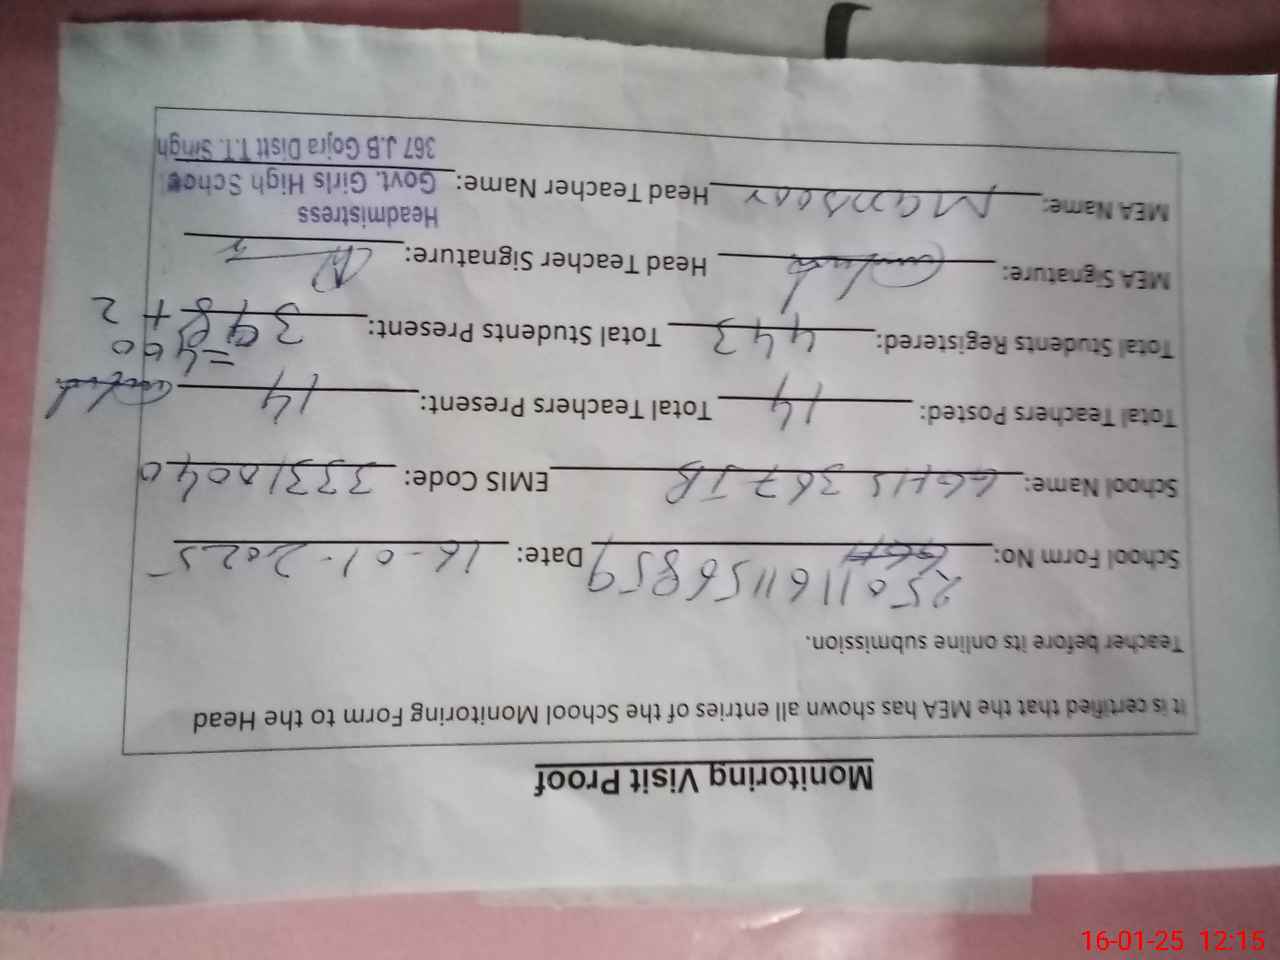 Monitoring Visit Proof
It is certified that the MEA has shown all entries of the School Monitoring Form to the Head
Teacher before its online submission.
25011611568 59
School Form No: Date: 16-01-2025
School Name: GGHS 367 JB EMIS Code: 33310040
Total Teachers Posted: 14 Total Teachers Present: 14
= 400
Total Students Registered: 443 Total Students Present: 398 + 2
MEA Signature: Head Teacher Signature:
Headmistress
MEA Name: Mansoor Head Teacher Name: Govt. Girls High School
367 J.B Gojra Distt T.T. Singh
16-01-25 12:15